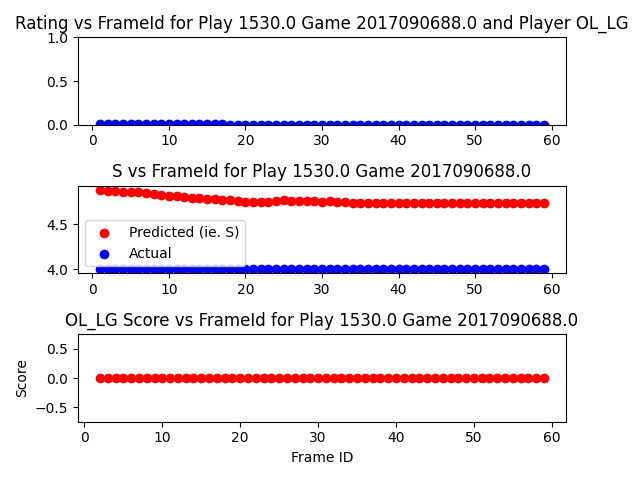 Rating vs FrameId for Play 1530.0 Game 2017090688.0 and Player OL_LG
1.0
0.5
0.0
0 10 20 30 40 50 60
S vs FrameId for Play 1530.0 Game 2017090688.0
4.5
Predicted (ie. S)
Actual
4.0
0 10 20 30 40 50 60
OL_LG Score vs FrameId for Play 1530.0 Game 2017090688.0
0.5
0.0
−0.5
Score
0 10 20 30 40 50 60
Frame ID